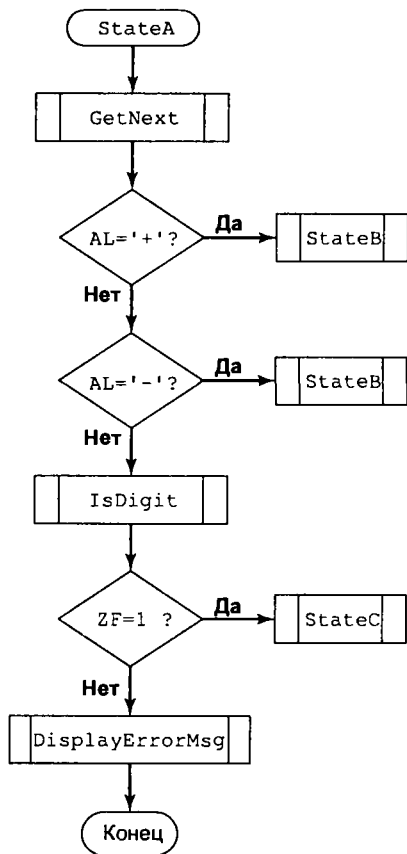 StateA
GetNext
AL='+'?
Да
StateB
Нет
AL='-'?
Да
StateB
Нет
IsDigit
ZF=1 ?
Да
StateC
Нет
DisplayErrorMsg
Конец